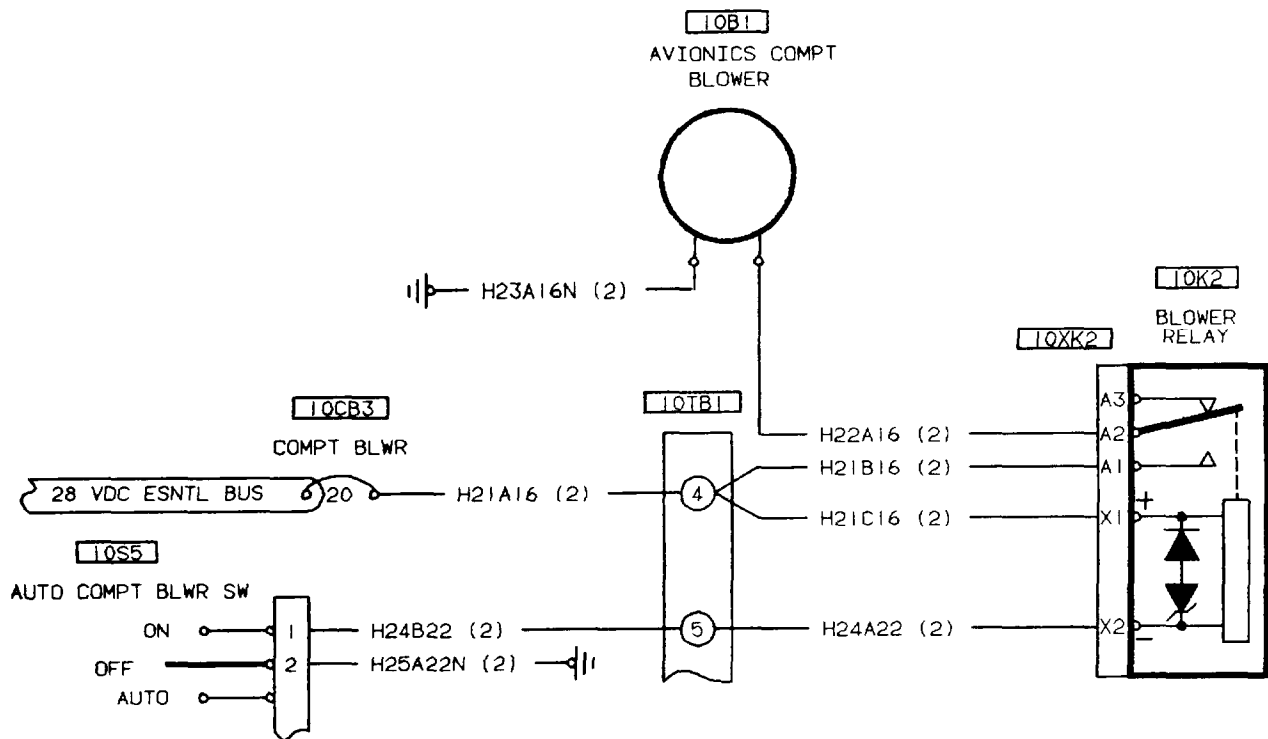 10B1
AVIONICS COMPT
BLOWER
H23A16N (2)
10K2
BLOWER
RELAY
10XK2
10CB3
COMPT BLWR
10TB1
A3
H22A16 (2)
A2
H21B16 (2)
A1
28 VDC ESNTL BUS
20
H21A16 (2)
4
H21C16 (2)
X1
+
10S5
AUTO COMPT BLWR SW
ON
1
H24B22 (2)
5
H24A22 (2)
X2
-
OFF
2
H25A22N (2)
AUTO